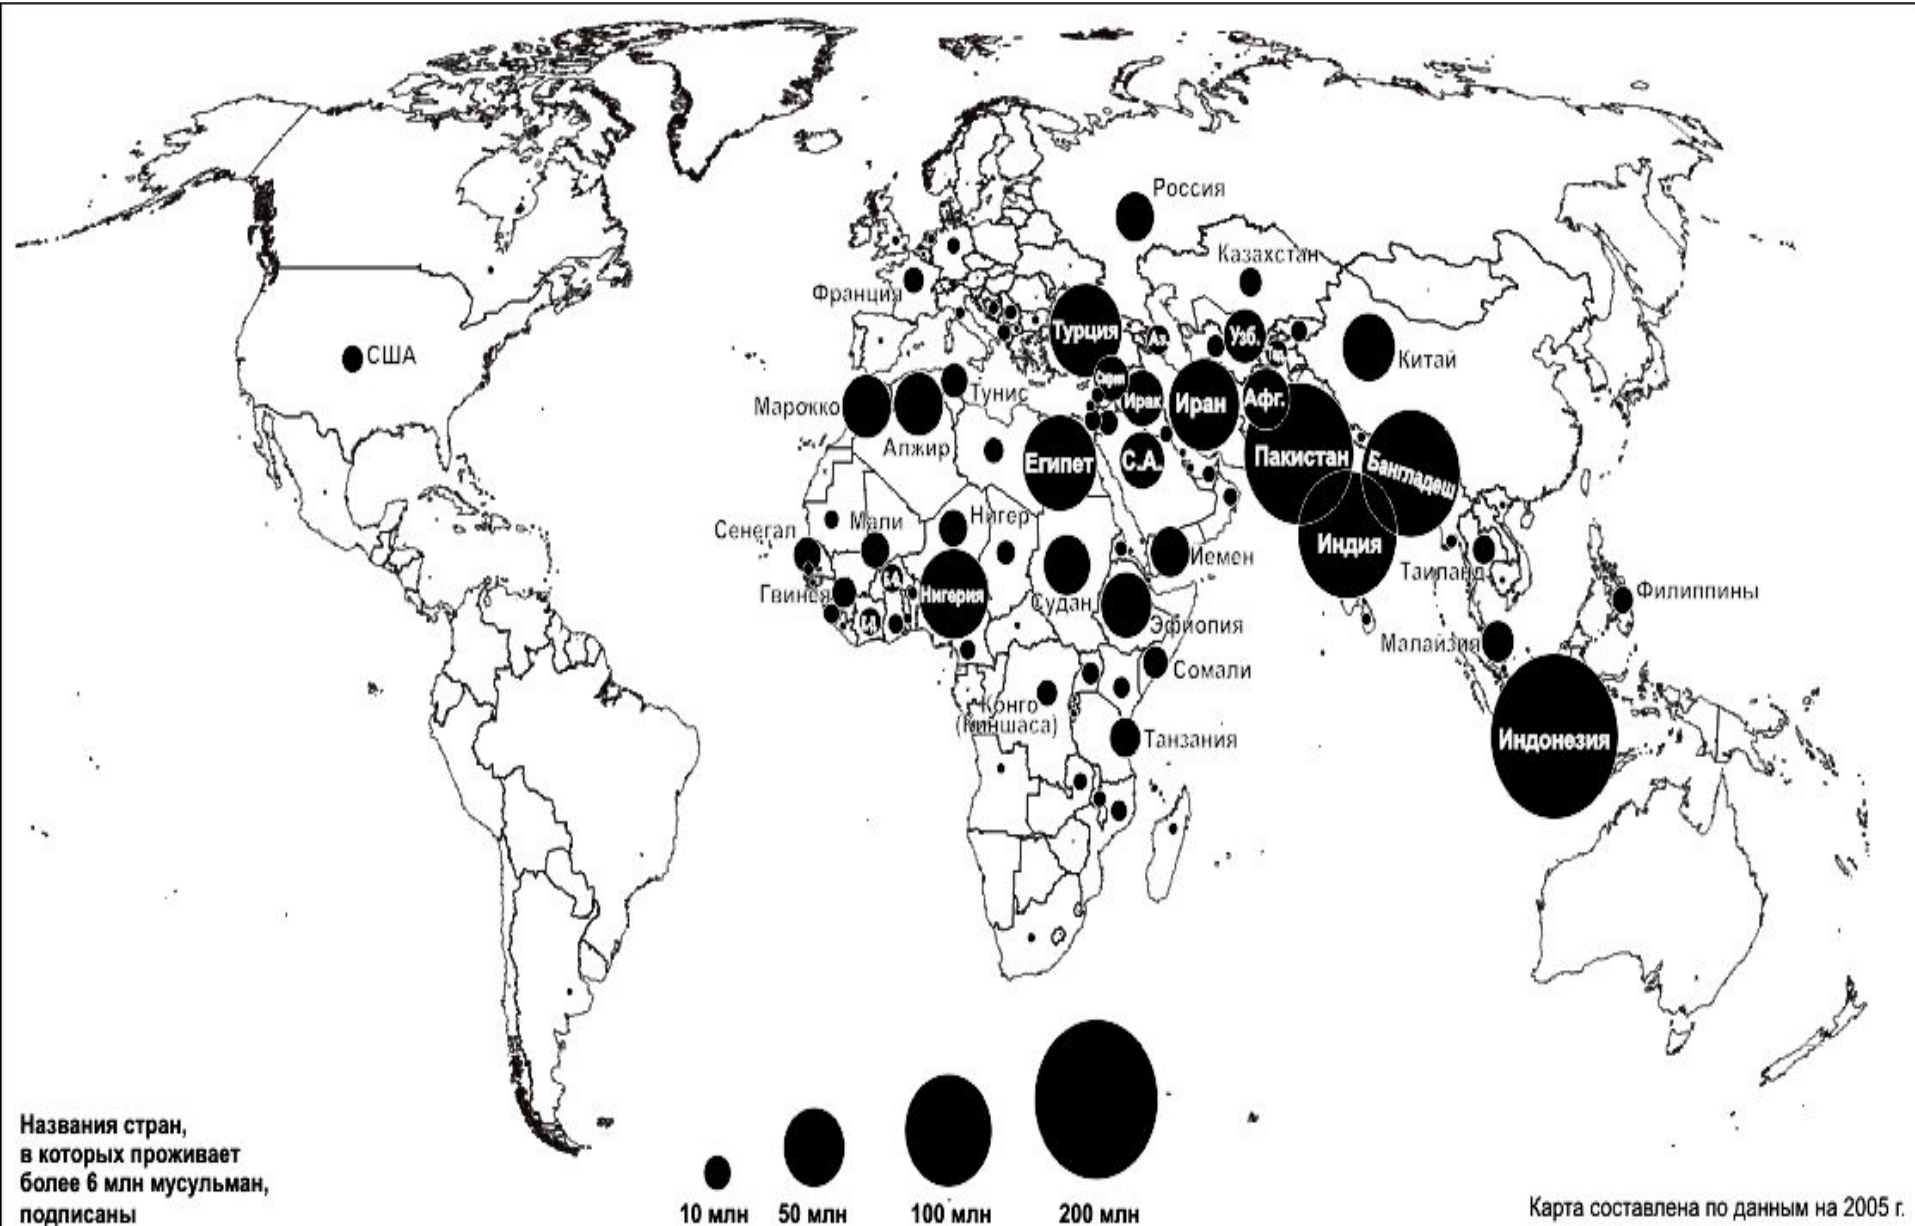 Россия
Казахстан
Франция
Турция
Аз.
Узб.
США
Китай
Тунис
Марокко
Ирак
Иран
Афг.
Алжир
Египет
С.А.
Пакистан
Бангладеш
Сенегал
Мали
Нигер
Индия
Йемен
Таиланд
Гвинея
Нигерия
Судан
Эфиопия
Филиппины
Малайзия
Сомали
Конго
(Киншаса)
Танзания
Индонезия
Названия стран,
в которых проживает
более 6 млн мусульман,
подписаны
10 млн
50 млн
100 млн
200 млн
Карта составлена по данным на 2005 г.